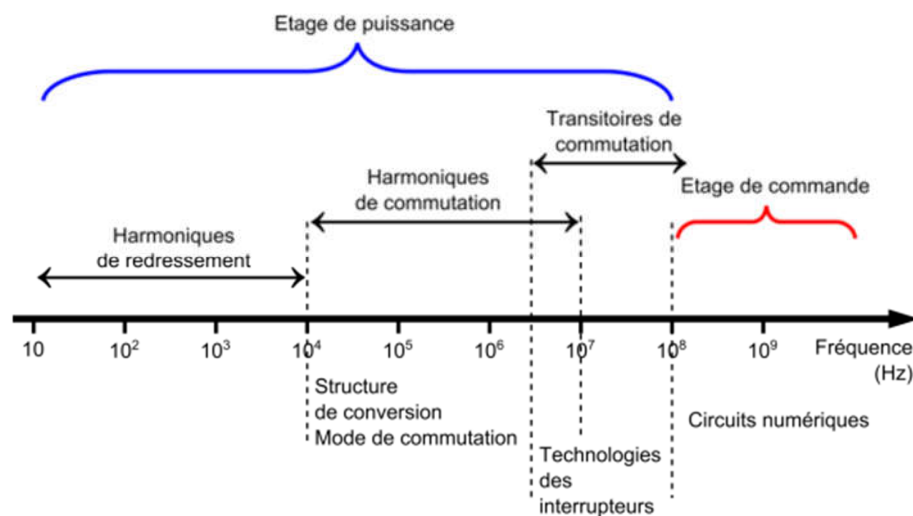 Etage de puissance
Transitoires de
commutation
Harmoniques
de commutation
Etage de commande
Harmoniques
de redressement
10 10² 10³ 10⁴ 10⁵ 10⁶ 10⁷ 10⁸ 10⁹ Fréquence
(Hz)
Structure
de conversion
Mode de commutation
Circuits numériques
Technologies
des
interrupteurs